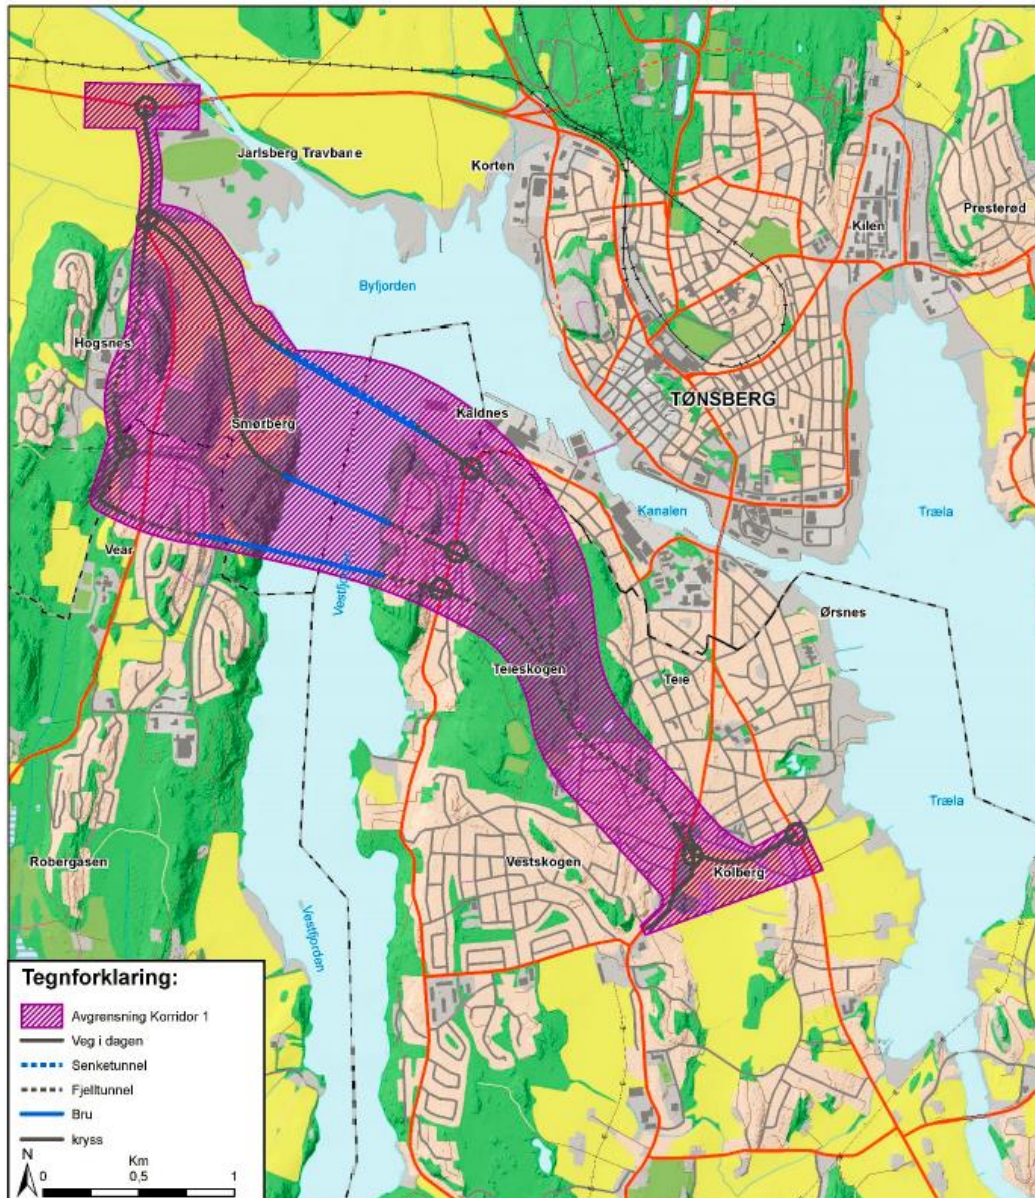 Jarlsberg Travbane
Korten
Presterød
Kilen
Byfjorden
Hogsnes
TØNSBERG
Kaldnes
Smørberg
Kanalen
Træla
Vear
Vestfjorden
Ørsnes
Teieskogen
Teie
Træla
Robergåsen
Vestskogen
Kolberg
Vestfjorden
Tegnforklaring:
Avgrensning Korridor 1
Veg i dagen
Senketunnel
Fjelltunnel
Bru
kryss
N
Km
0 0,5 1